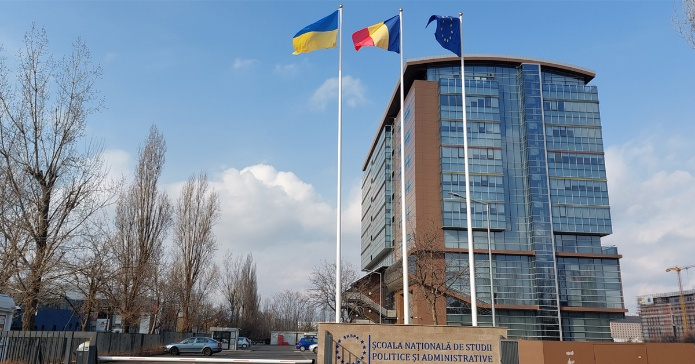 ȘCOALA NAȚIONALĂ DE STUDII
POLITICE ȘI ADMINISTRATIVE